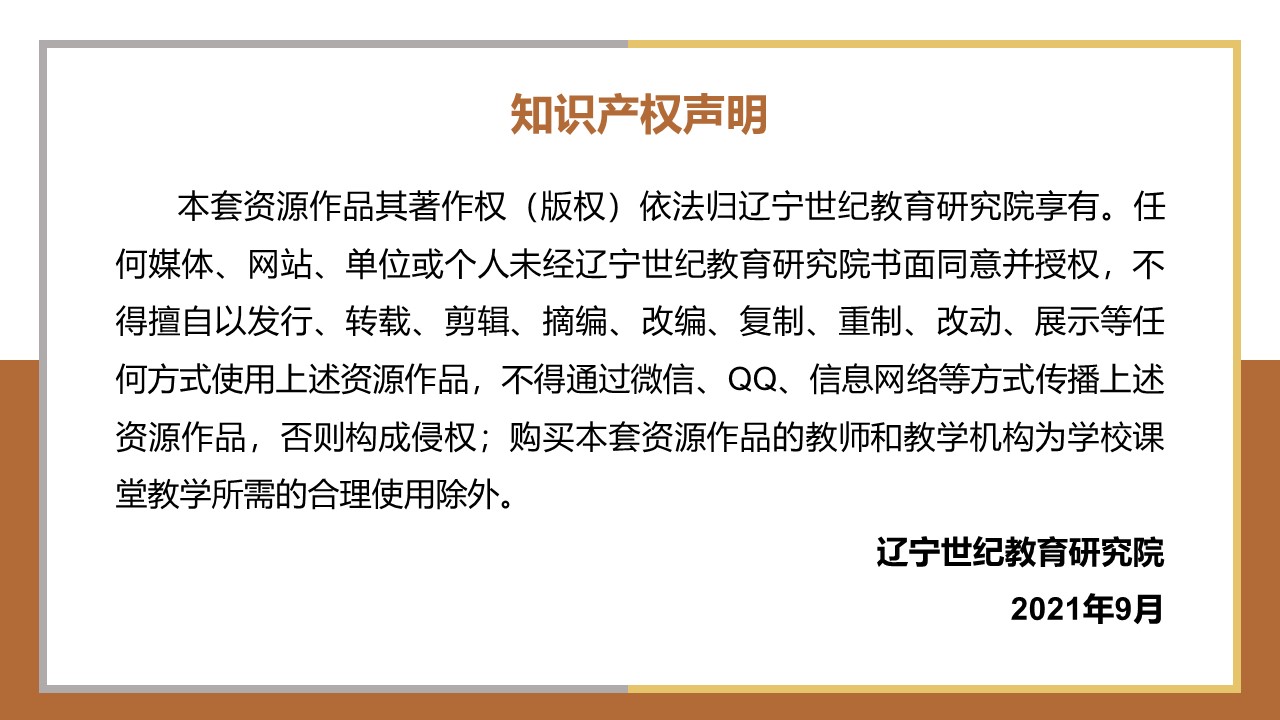 知识产权声明
本套资源作品其著作权（版权）依法归辽宁世纪教育研究院享有。任
何媒体、网站、单位或个人未经辽宁世纪教育研究院书面同意并授权，不
得擅自以发行、转载、剪辑、摘编、改编、复制、重制、改动、展示等任
何方式使用上述资源作品，不得通过微信、QQ、信息网络等方式传播上述
资源作品，否则构成侵权；购买本套资源作品的教师和教学机构为学校课
堂教学所需的合理使用除外。
辽宁世纪教育研究院
2021年9月